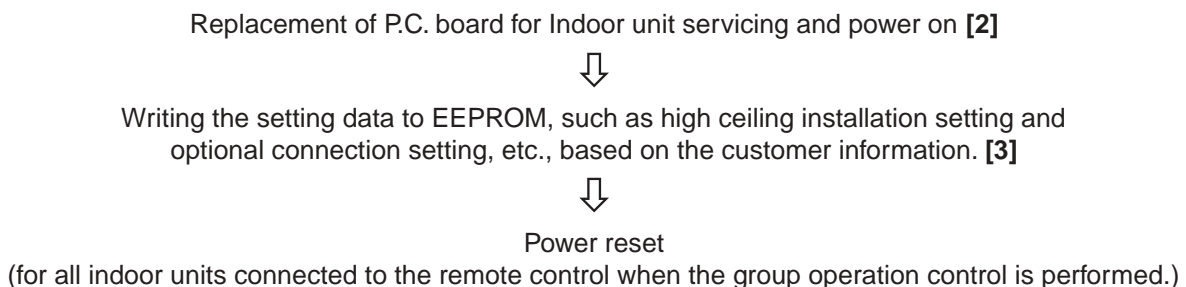 Replacement of P.C. board for Indoor unit servicing and power on [2]
Writing the setting data to EEPROM, such as high ceiling installation setting and
optional connection setting, etc., based on the customer information. [3]
Power reset
(for all indoor units connected to the remote control when the group operation control is performed.)